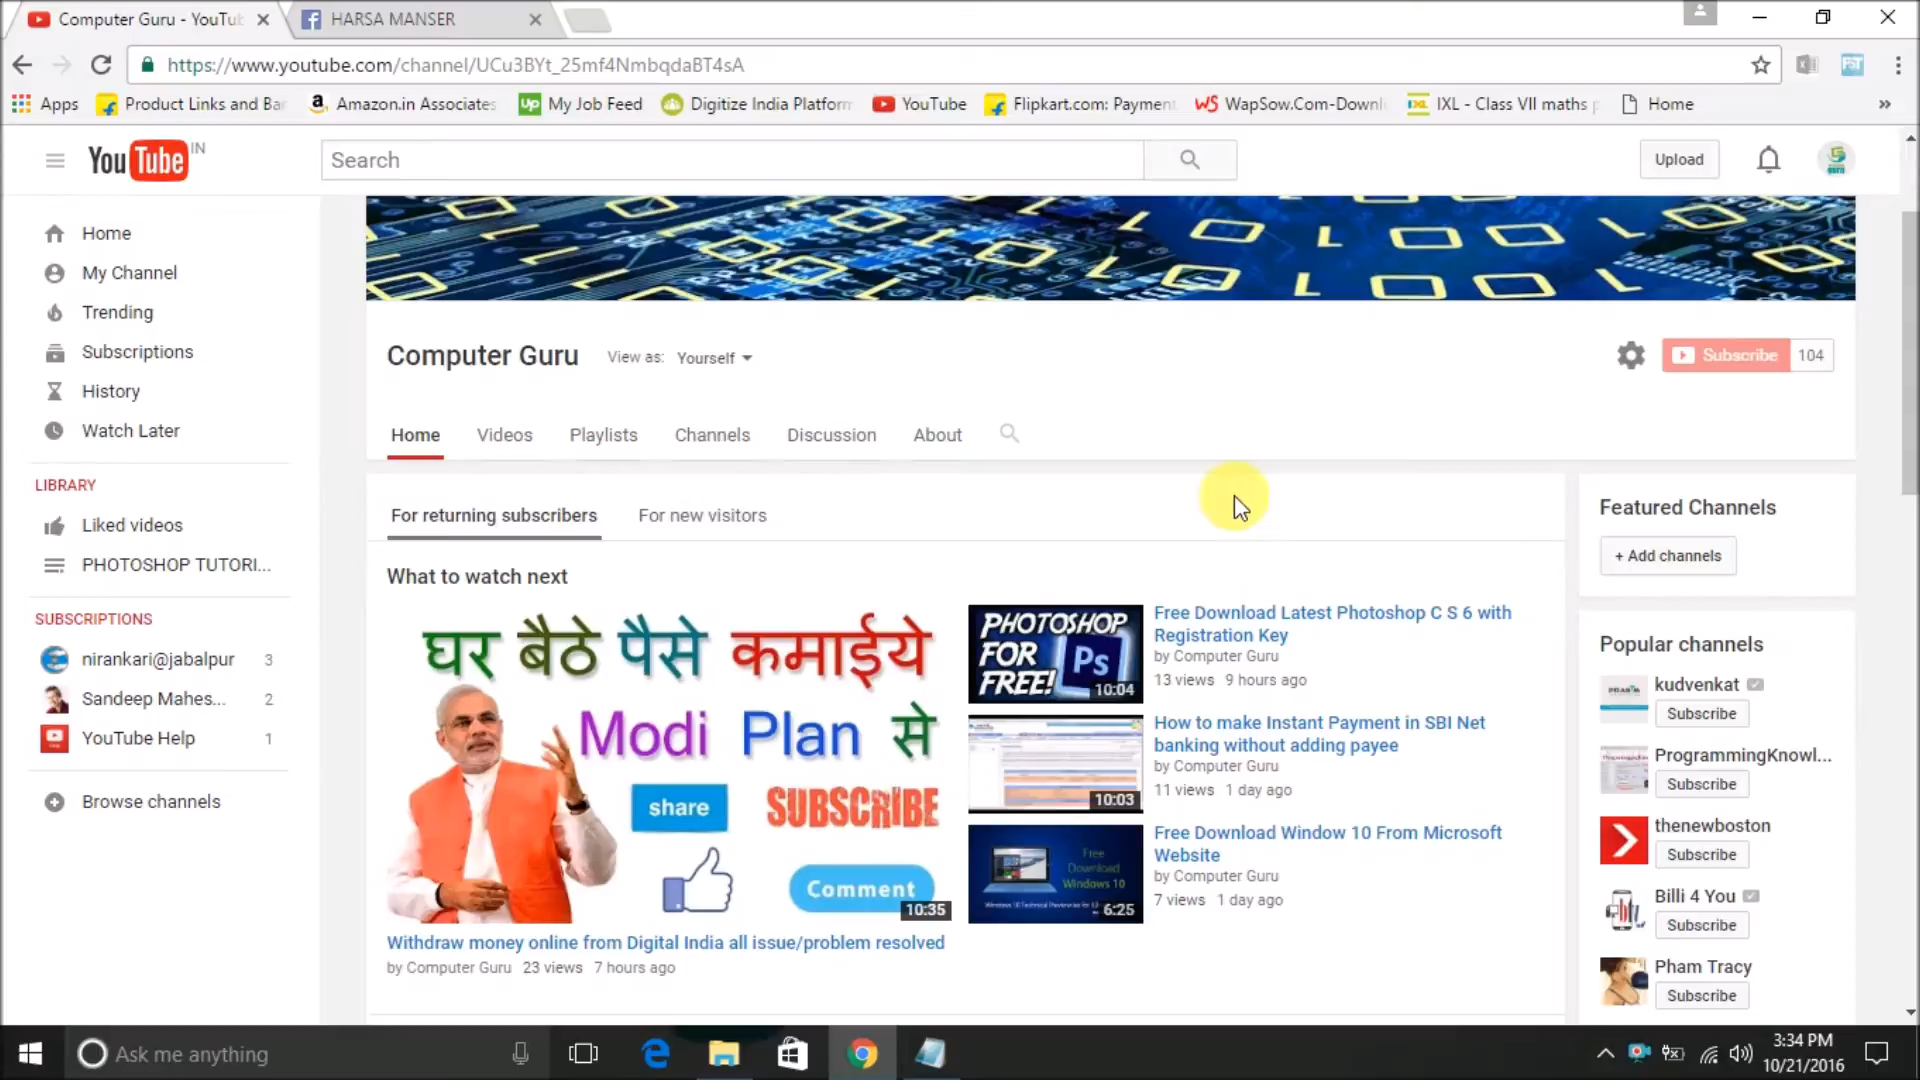 Computer Guru - YouTub
HARSA MANSER
https://www.youtube.com/channel/UCu3BYt_25mf4NmbqdaBT4sA
Apps
Product Links and Ba
Amazon.in Associates
My Job Feed
Digitize India Platform
YouTube
Flipkart.com: Paymen
WapSow.Com-Downl
IXL - Class VII maths p
Home
YouTube IN
Search
Upload
Home
My Channel
Trending
Subscriptions
History
Watch Later
LIBRARY
Liked videos
PHOTOSHOP TUTORI...
SUBSCRIPTIONS
nirankari@jabalpur 3
Sandeep Mahes... 2
YouTube Help 1
Browse channels
Computer Guru
View as: Yourself
Subscribe 104
Home Videos Playlists Channels Discussion About
For returning subscribers
For new visitors
What to watch next
घर बैठे पैसे कमाईये
Modi Plan से
share
SUBSCRIBE
Comment
10:35
Withdraw money online from Digital India all issue/problem resolved
by Computer Guru 23 views 7 hours ago
PHOTOSHOP
FOR
FREE!
Ps
10:04
Free Download Latest Photoshop C S 6 with
Registration Key
by Computer Guru
13 views 9 hours ago
10:03
How to make Instant Payment in SBI Net
banking without adding payee
by Computer Guru
11 views 1 day ago
Free
Download
Windows 10
6:25
Free Download Window 10 From Microsoft
Website
by Computer Guru
7 views 1 day ago
Featured Channels
+ Add channels
Popular channels
kudvenkat
Subscribe
ProgrammingKnowl...
Subscribe
thenewboston
Subscribe
Billi 4 You
Subscribe
Pham Tracy
Subscribe
Ask me anything
3:34 PM
10/21/2016